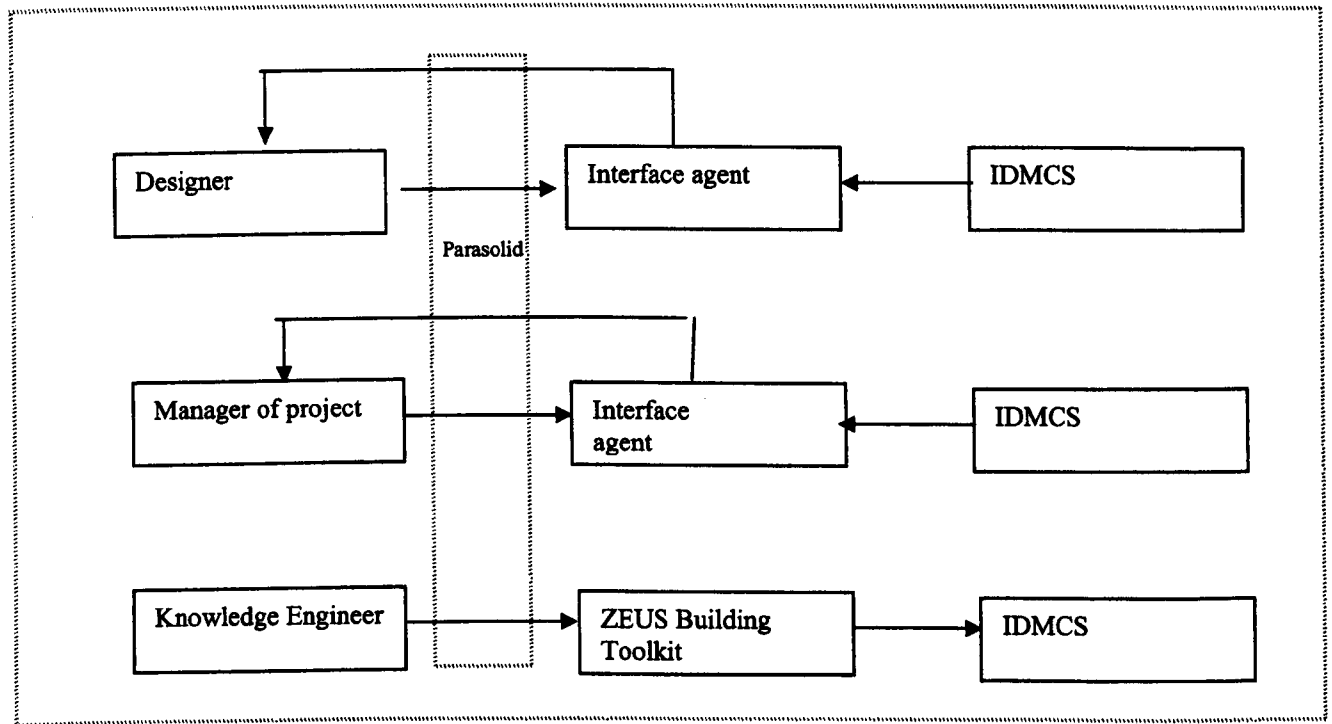 Designer
Interface agent
IDMCS
Parasolid
Manager of project
Interface
agent
IDMCS
Knowledge Engineer
ZEUS Building
Toolkit
IDMCS